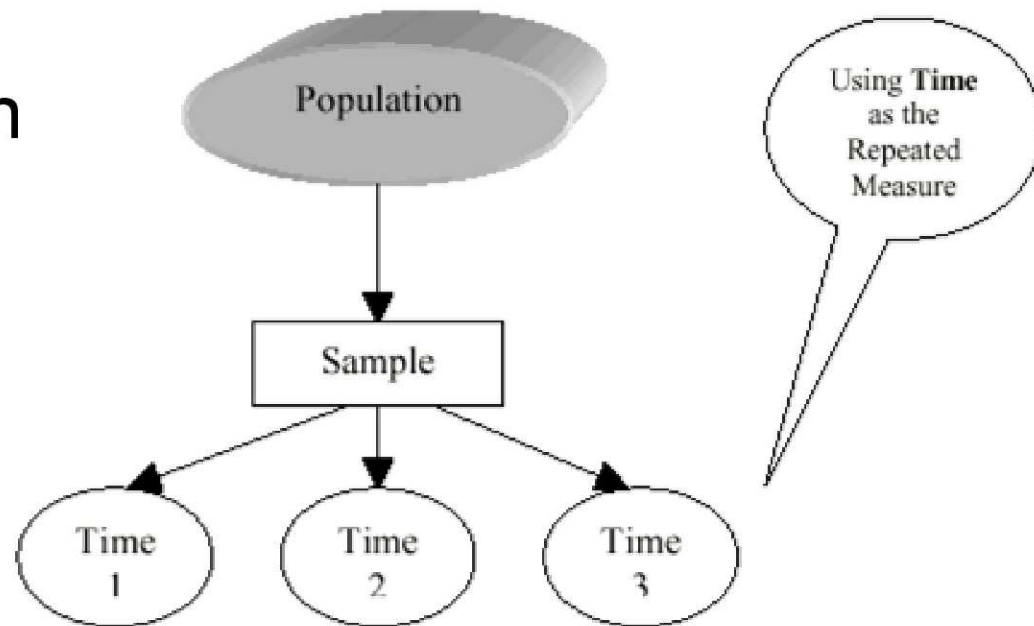 n
Population
Using Time
as the
Repeated
Measure
Sample
Time
1
Time
2
Time
3